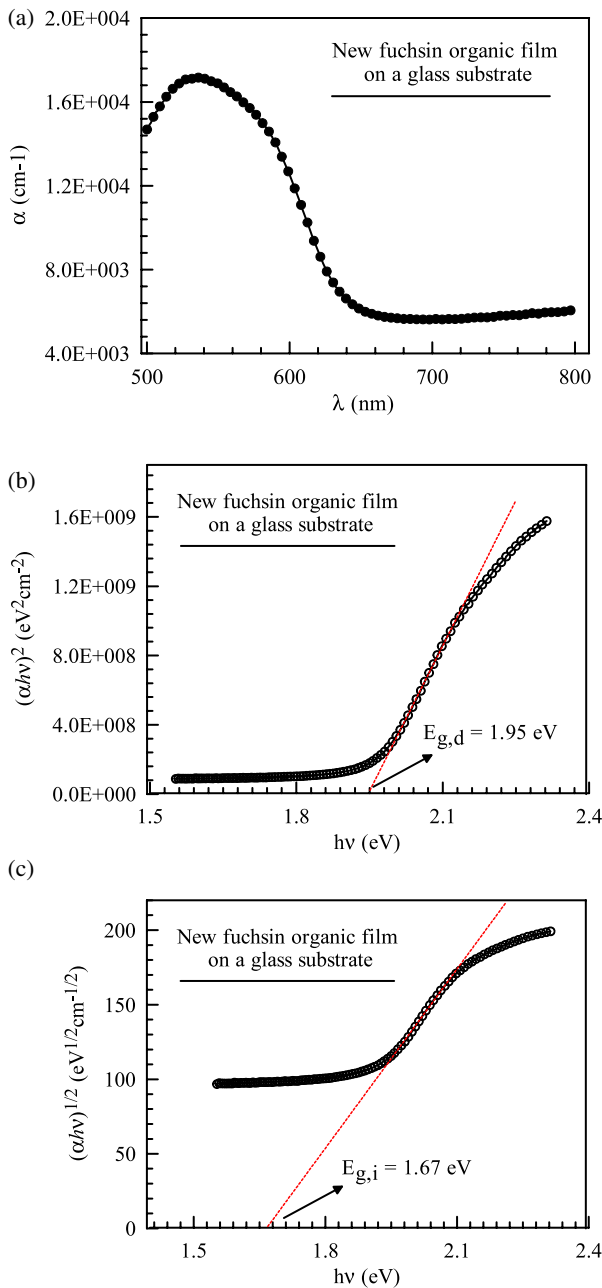 (a)
2.0E+004
1.6E+004
1.2E+004
8.0E+003
4.0E+003
α (cm-1)
New fuchsin organic film
on a glass substrate
500 600 700 800
λ (nm)
(b)
1.6E+009
1.2E+009
8.0E+008
4.0E+008
0.0E+000
(αhν)² (eV²cm⁻²)
New fuchsin organic film
on a glass substrate
E_g,d = 1.95 eV
1.5 1.8 2.1 2.4
hν (eV)
(c)
200
150
100
50
0
(αhν)^1/2 (eV^1/2cm^-1/2)
New fuchsin organic film
on a glass substrate
E_g,i = 1.67 eV
1.5 1.8 2.1 2.4
hν (eV)